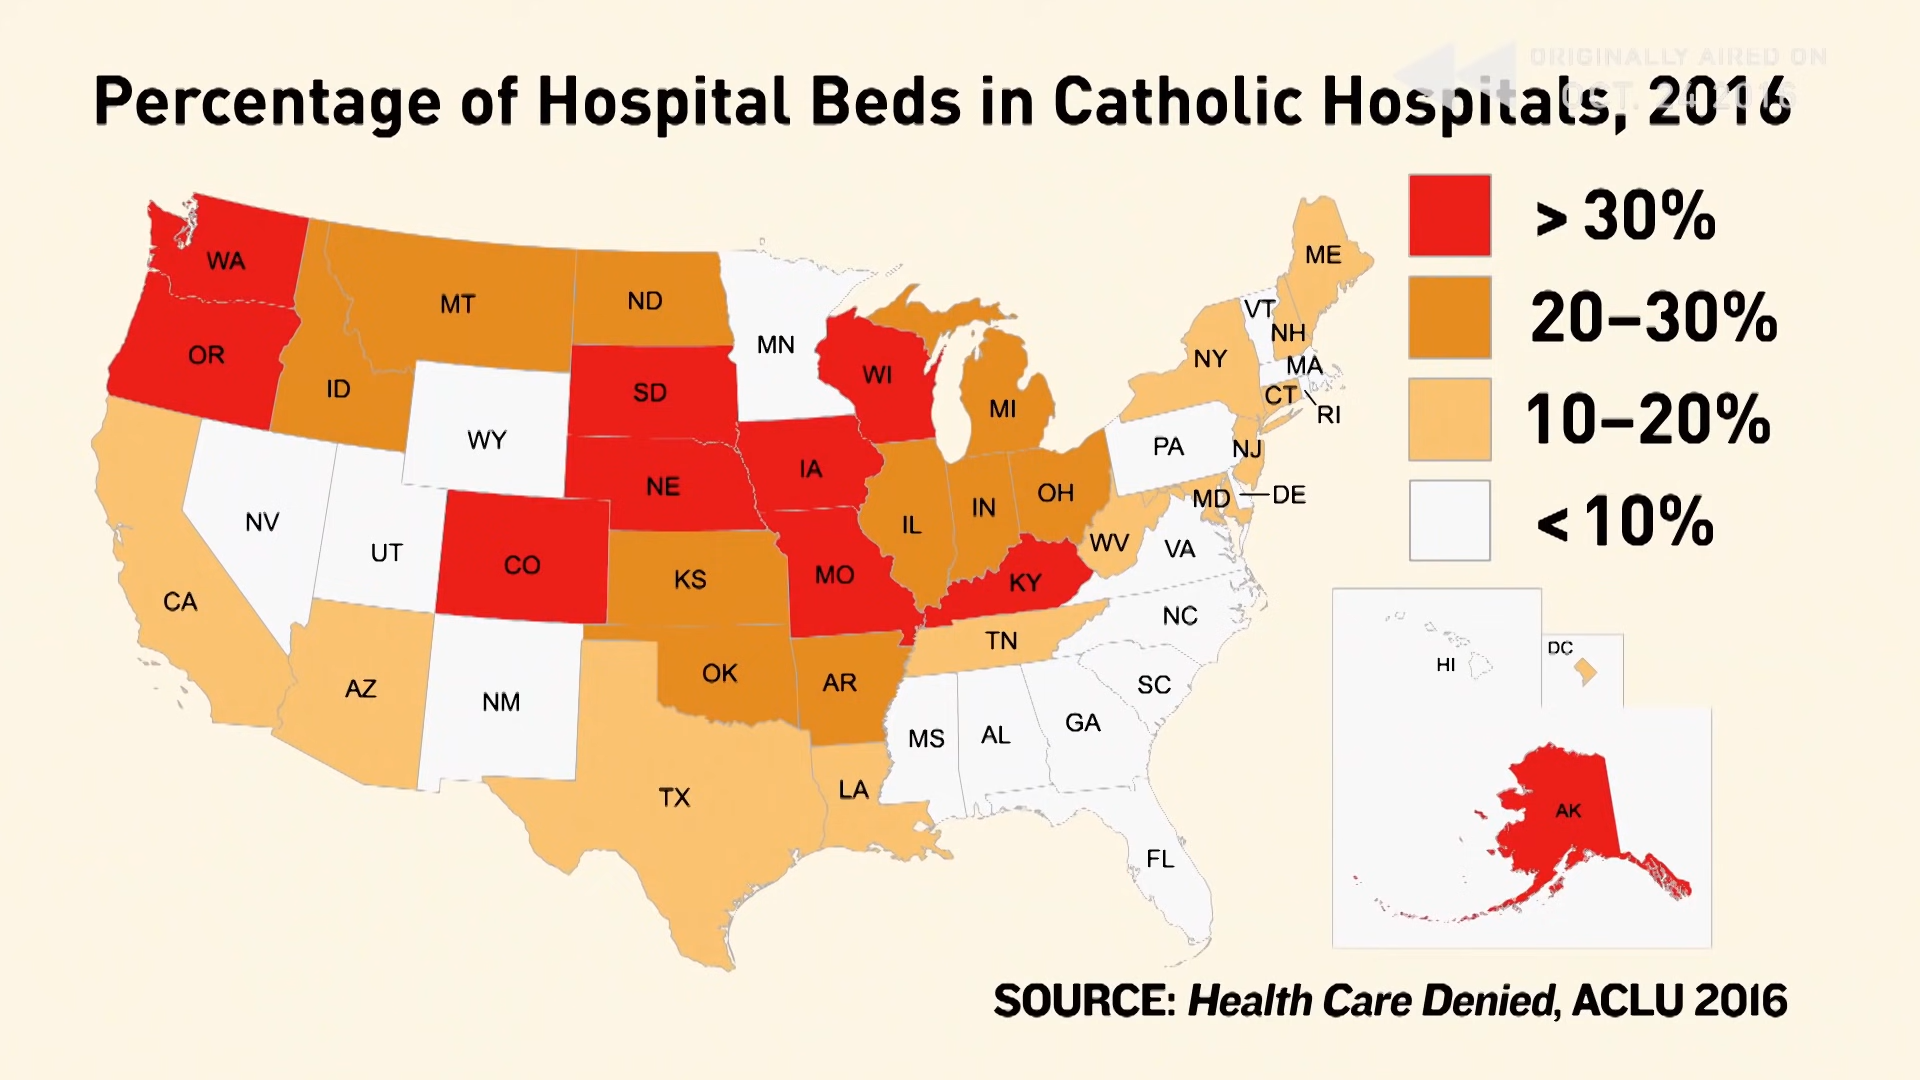 ORIGINALLY AIRED ON
OCT. 24 2016
Percentage of Hospital Beds in Catholic Hospitals, 2016
> 30%
20–30%
10–20%
< 10%
WA
OR
ID
MT
ND
MN
WI
MI
SD
WY
NE
IA
NV
UT
CO
KS
MO
IL
IN
OH
KY
CA
AZ
NM
OK
AR
TN
TX
LA
MS
AL
GA
FL
SC
NC
VA
WV
PA
NY
VT
NH
ME
MA
CT
RI
NJ
MD
DE
HI
DC
AK
SOURCE: Health Care Denied, ACLU 2016